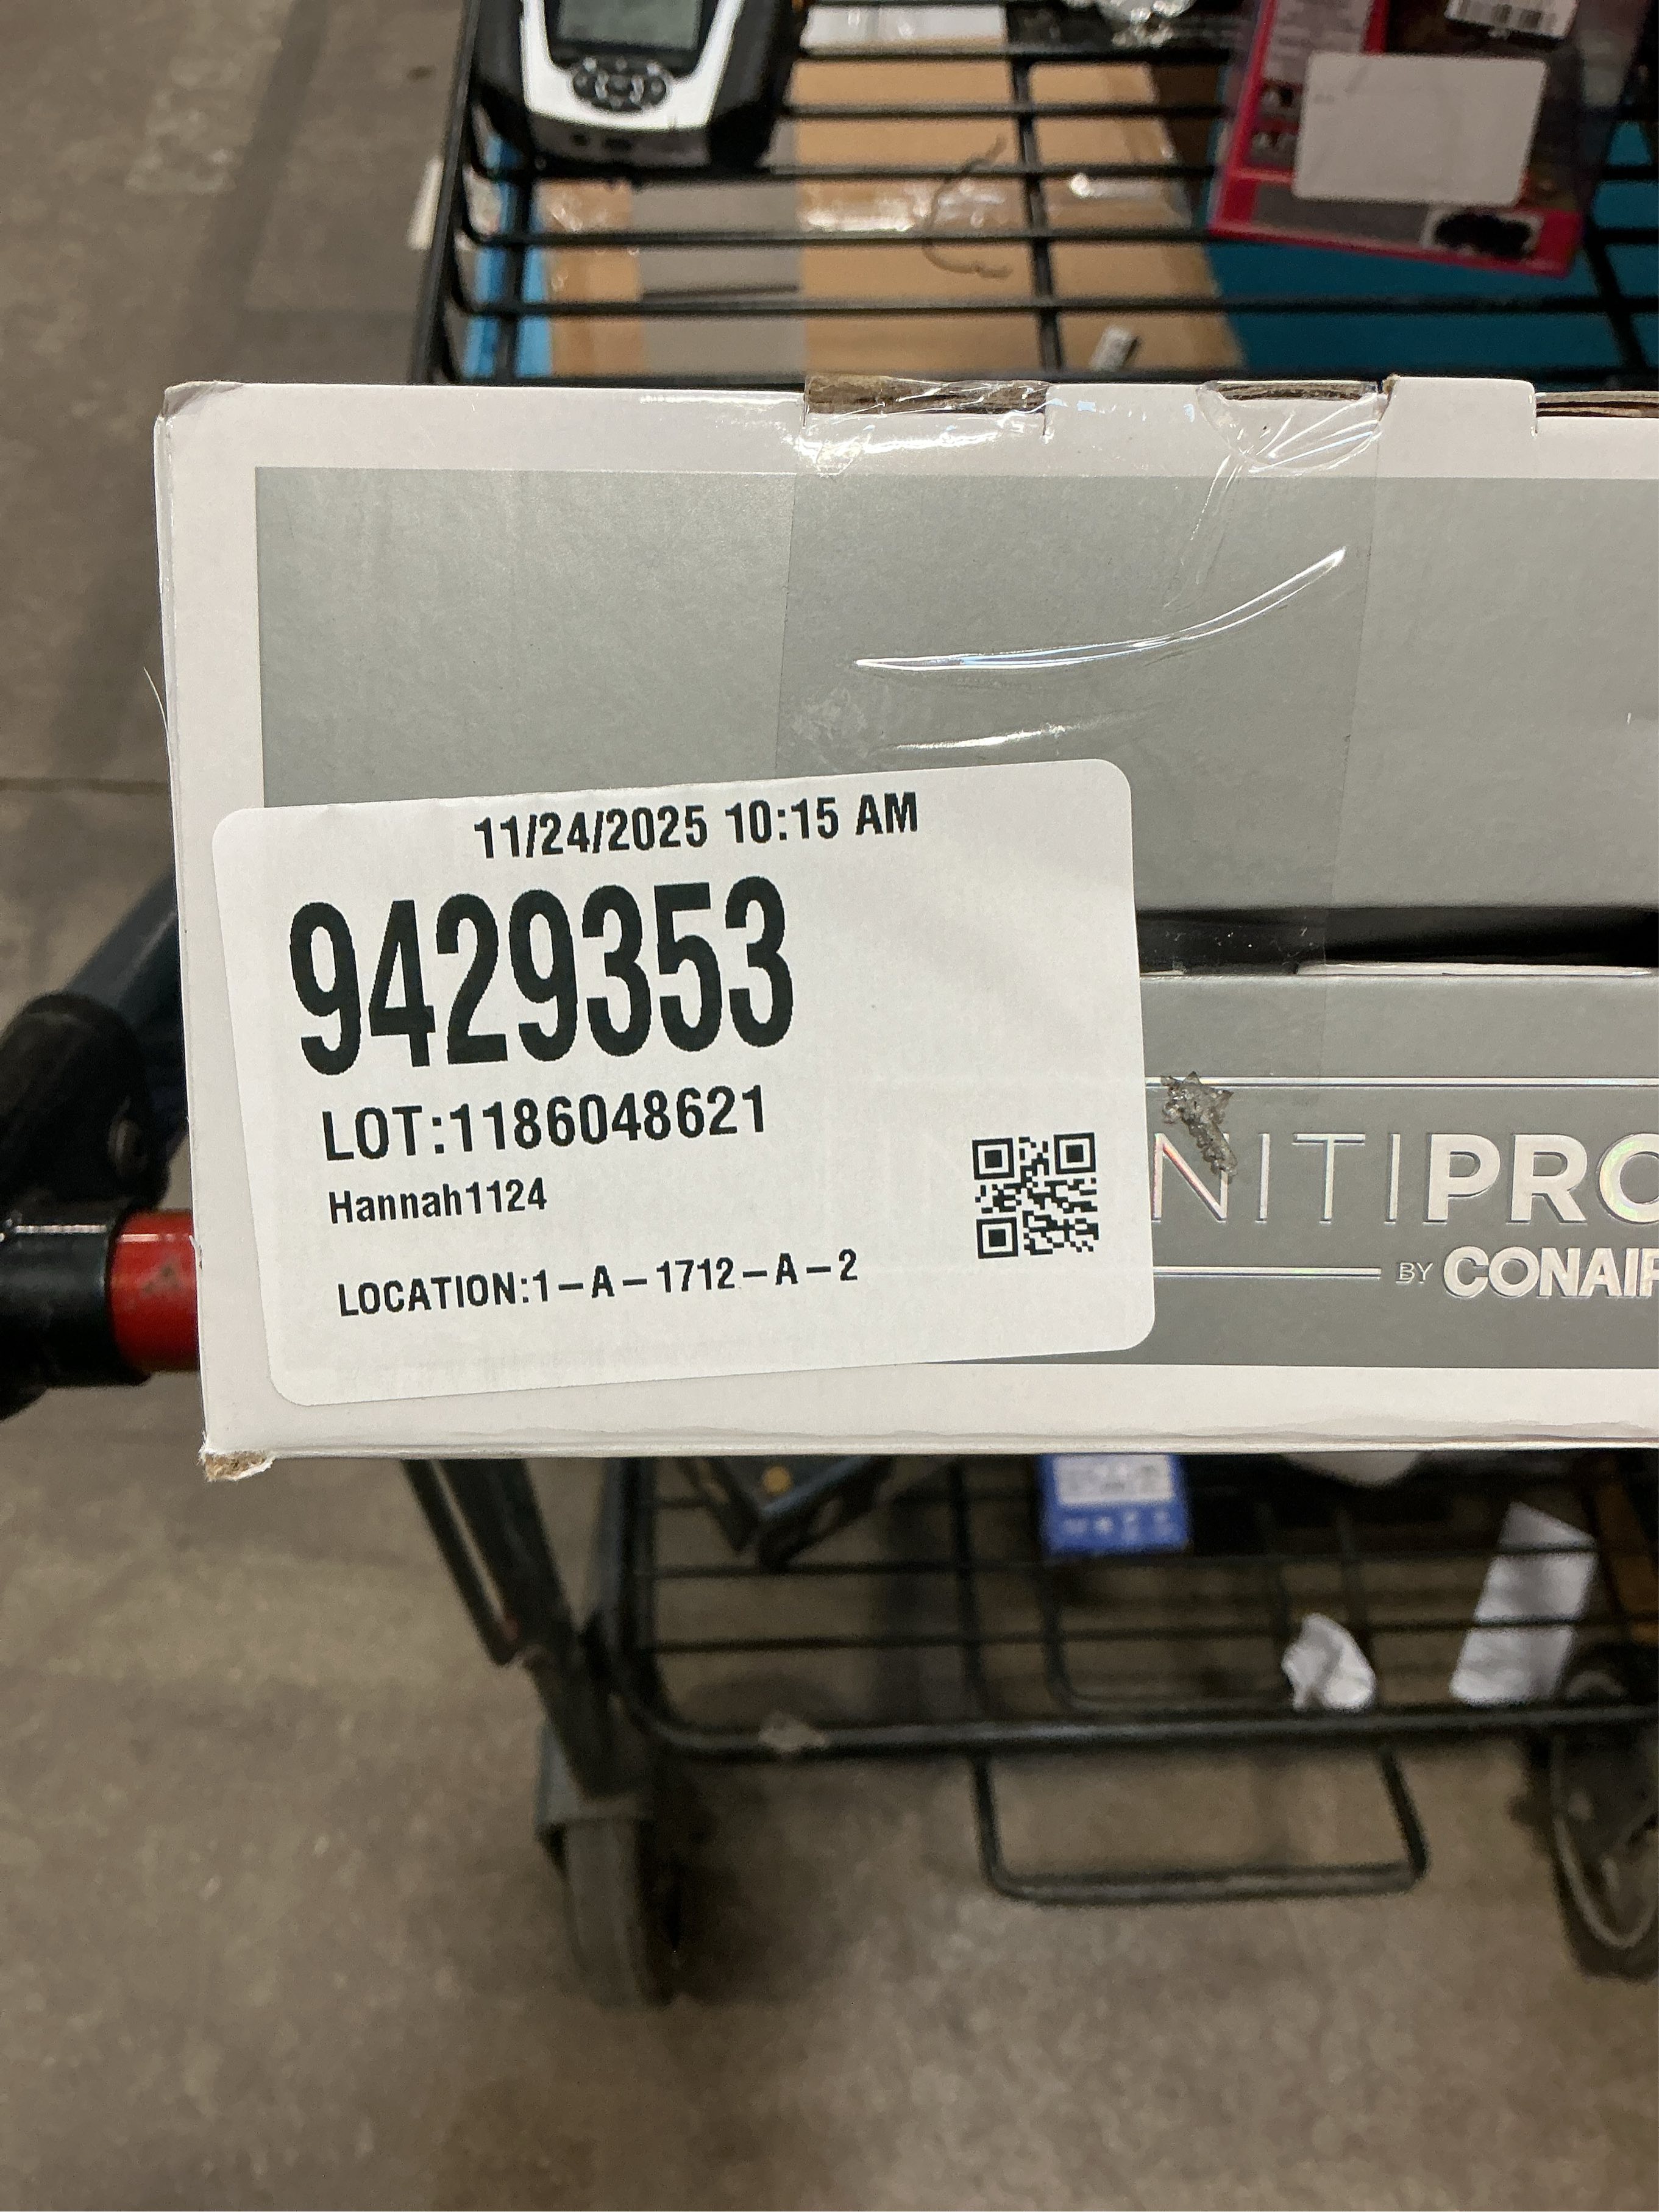 11/24/2025 10:15 AM
9429353
LOT:1186048621
Hannah1124
LOCATION:1-A-1712-A-2
NITIPRO
BY CONAIR